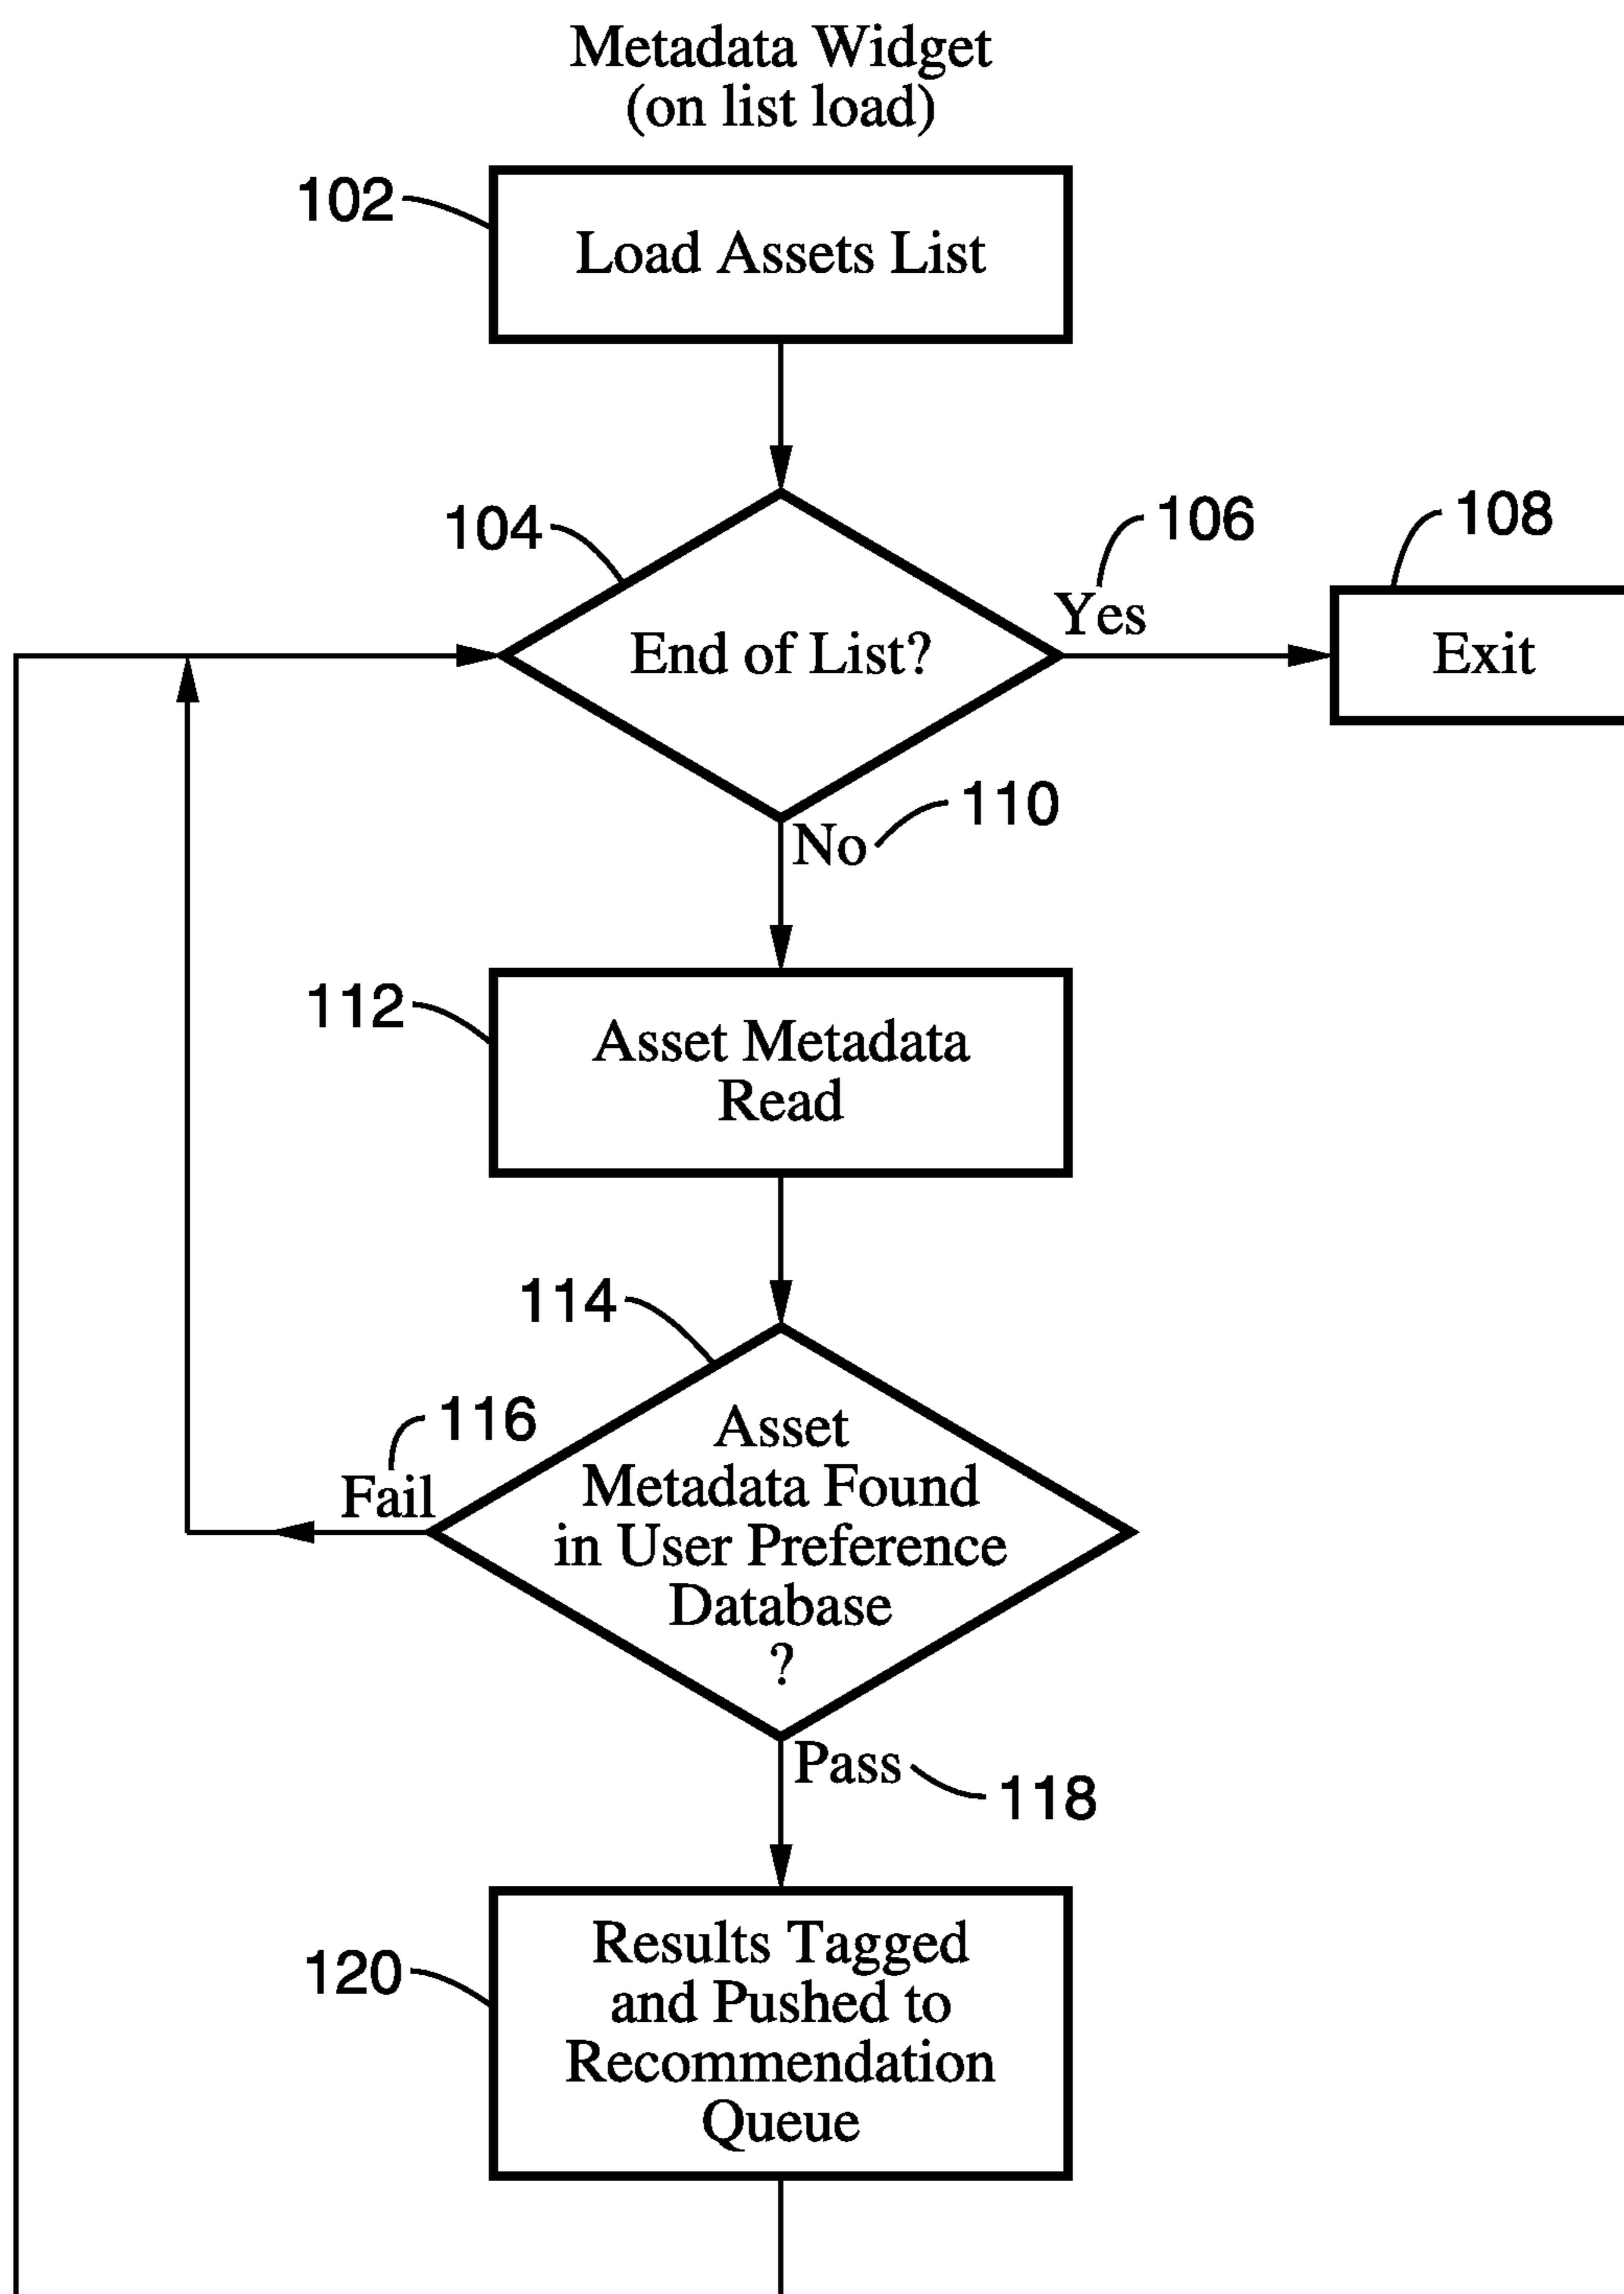 Metadata Widget
(on list load)
102
Load Assets List
104
106
108
Yes
End of List?
Exit
110
No
112
Asset Metadata
Read
114
116
Fail
Asset
Metadata Found
in User Preference
Database
?
Pass
118
120
Results Tagged
and Pushed to
Recommendation
Queue